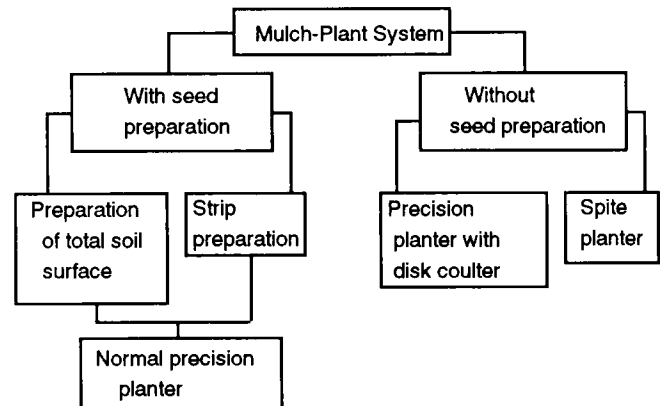 Mulch-Plant System
With seed
preparation
Without
seed preparation
Preparation
of total soil
surface
Strip
preparation
Precision
planter with
disk coulter
Spite
planter
Normal precision
planter